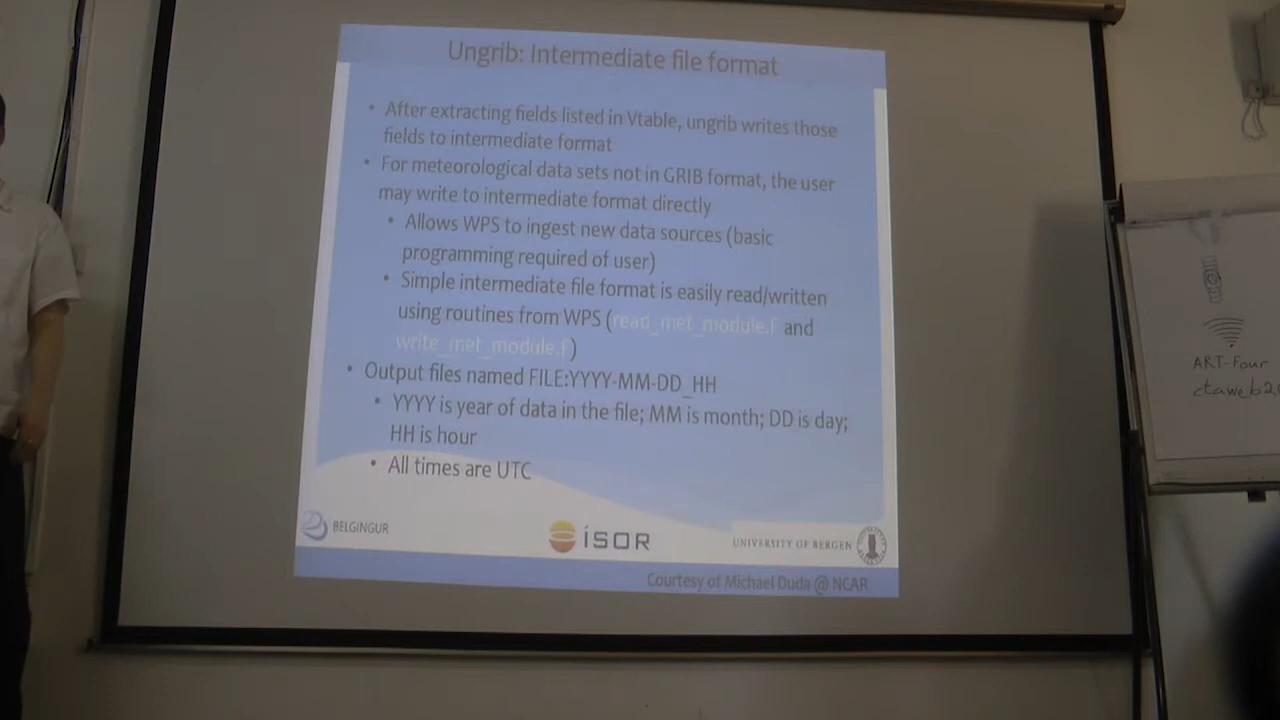 Ungrib: Intermediate file format
• After extracting fields listed in Vtable, ungrib writes those
fields to intermediate format
• For meteorological data sets not in GRIB format, the user
may write to intermediate format directly
• Allows WPS to ingest new data sources (basic
programming required of user)
• Simple intermediate file format is easily read/written
using routines from WPS (read_met_module.F and
write_met_module.F)
• Output files named FILE:YYYY-MM-DD_HH
• YYYY is year of data in the file; MM is month; DD is day;
HH is hour
• All times are UTC
BELGINGUR
ÍSOR
UNIVERSITY OF BERGEN
Courtesy of Michael Duda @ NCAR
ART-Four